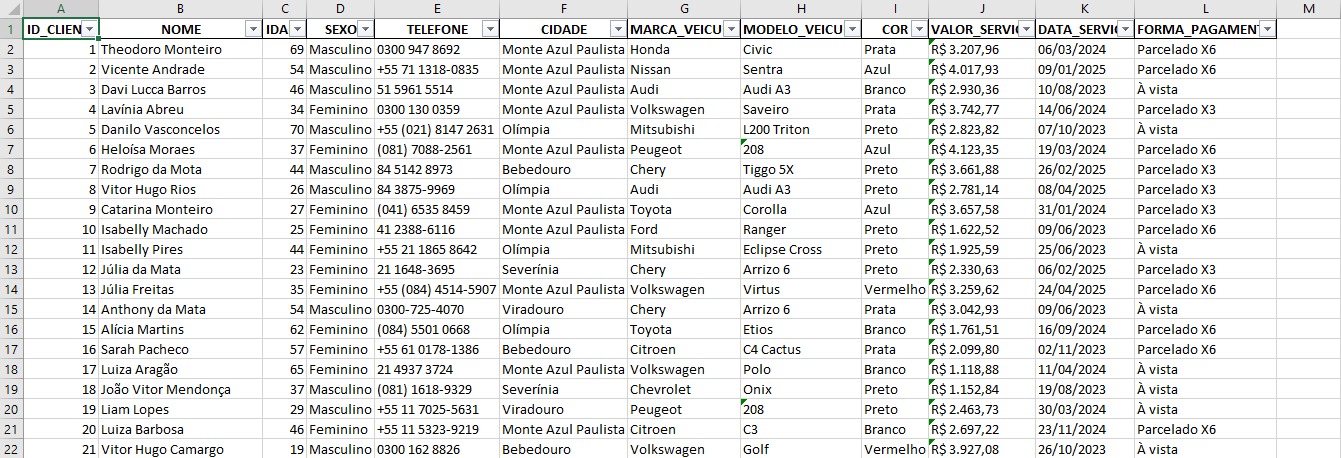 A B C D E F G H I J K L M
1 ID_CLIEN NOME IDA SEXO TELEFONE CIDADE MARCA_VEICU MODELO_VEICU COR VALOR_SERVIÇ DATA_SERVIÇ FORMA_PAGAMEN
2 1 Theodoro Monteiro 69 Masculino 0300 947 8692 Monte Azul Paulista Honda Civic Prata R$ 3.207,96 06/03/2024 Parcelado X6
3 2 Vicente Andrade 54 Masculino +55 71 1318-0835 Monte Azul Paulista Nissan Sentra Azul R$ 4.017,93 09/01/2025 Parcelado X6
4 3 Davi Lucca Barros 46 Masculino 51 5961 5514 Monte Azul Paulista Audi Audi A3 Branco R$ 2.930,36 10/08/2023 À vista
5 4 Lavínia Abreu 34 Feminino 0300 130 0359 Monte Azul Paulista Volkswagen Saveiro Prata R$ 3.742,77 14/06/2024 Parcelado X3
6 5 Danilo Vasconcelos 70 Masculino +55 (021) 8147 2631 Olímpia Mitsubishi L200 Triton Preto R$ 2.823,82 07/10/2023 À vista
7 6 Heloísa Moraes 37 Feminino (081) 7088-2561 Monte Azul Paulista Peugeot 208 Azul R$ 4.123,35 19/03/2024 Parcelado X6
8 7 Rodrigo da Mota 44 Masculino 84 5142 8973 Bebedouro Chery Tiggo 5X Preto R$ 3.661,88 26/02/2025 Parcelado X3
9 8 Vitor Hugo Rios 26 Masculino 84 3875-9969 Olímpia Audi Audi A3 Preto R$ 2.781,14 08/04/2025 Parcelado X3
10 9 Catarina Monteiro 27 Feminino (041) 6535 8459 Monte Azul Paulista Toyota Corolla Azul R$ 3.657,58 31/01/2024 Parcelado X3
11 10 Isabelly Machado 25 Feminino 41 2388-6116 Monte Azul Paulista Ford Ranger Preto R$ 1.622,52 09/06/2023 Parcelado X6
12 11 Isabelly Pires 44 Feminino +55 21 1865 8642 Olímpia Mitsubishi Eclipse Cross Preto R$ 1.925,59 25/06/2023 À vista
13 12 Júlia da Mata 23 Feminino 21 1648-3695 Severínia Chery Arrizo 6 Preto R$ 2.330,63 06/02/2025 Parcelado X3
14 13 Júlia Freitas 35 Feminino +55 (084) 4514-5907 Monte Azul Paulista Volkswagen Virtus Vermelho R$ 3.259,62 24/04/2025 Parcelado X6
15 14 Anthony da Mata 54 Masculino 0300-725-4070 Viradouro Chery Arrizo 6 Prata R$ 3.042,93 09/06/2023 À vista
16 15 Alícia Martins 62 Feminino (084) 5501 0668 Olímpia Toyota Etios Branco R$ 1.761,51 16/09/2024 Parcelado X6
17 16 Sarah Pacheco 57 Feminino +55 61 0178-1386 Bebedouro Citroen C4 Cactus Prata R$ 2.099,80 02/11/2023 Parcelado X6
18 17 Luiza Aragão 65 Feminino 21 4937 3724 Monte Azul Paulista Volkswagen Polo Branco R$ 1.118,88 11/04/2024 À vista
19 18 João Vitor Mendonça 37 Masculino (081) 1618-9329 Severínia Chevrolet Onix Preto R$ 1.152,84 19/08/2023 À vista
20 19 Liam Lopes 29 Masculino +55 11 7025-5631 Viradouro Peugeot 208 Preto R$ 2.463,73 30/03/2024 À vista
21 20 Luiza Barbosa 46 Feminino +55 11 5323-9219 Monte Azul Paulista Citroen C3 Branco R$ 2.697,22 23/11/2024 Parcelado X6
22 21 Vitor Hugo Camargo 19 Masculino 0300 162 8826 Bebedouro Volkswagen Golf Vermelho R$ 3.927,08 26/10/2023 À vista